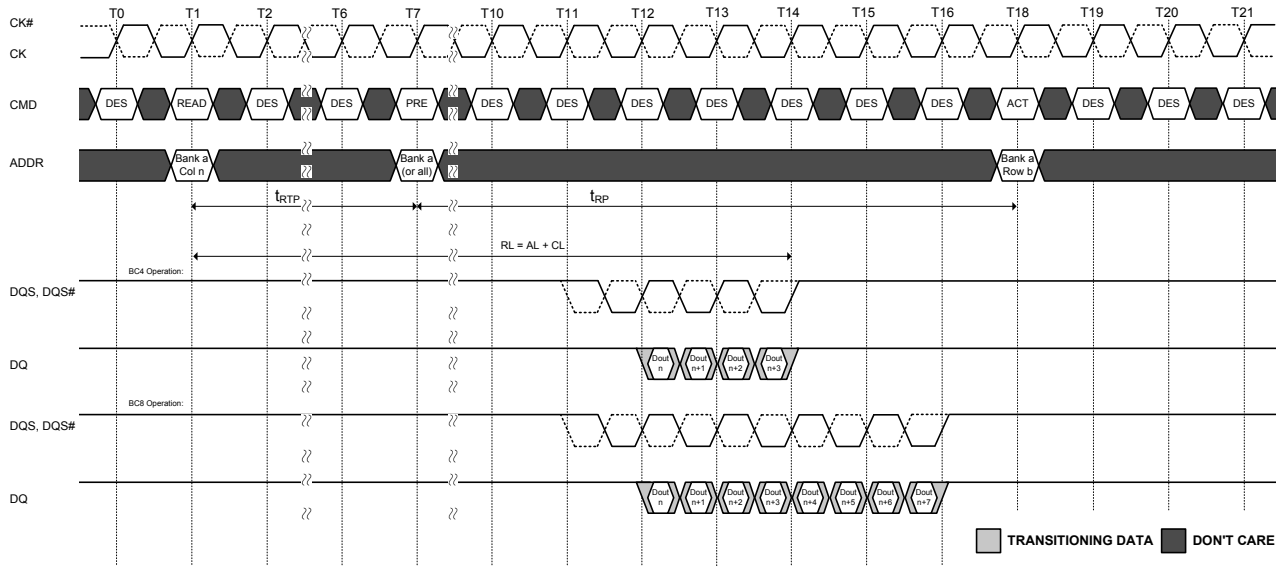 T0 T1 T2 T6 T7 T10 T11 T12 T13 T14 T15 T16 T17 T18 T19 T20 T21
CK#
CK
CMD DES READ DES DES PRE DES DES DES DES DES DES DES ACT DES DES DES
ADDR
Bank a
Col n
Bank a
(or all)
Bank a
Row b
tRTP
tRP
RL = AL + CL
BC4 Operation:
DQS, DQS#
DQ
Dout
n
Dout
n+1
Dout
n+2
Dout
n+3
BC8 Operation:
DQS, DQS#
DQ
Dout
n
Dout
n+1
Dout
n+2
Dout
n+3
Dout
n+4
Dout
n+5
Dout
n+6
Dout
n+7
TRANSITIONING DATA
DON'T CARE